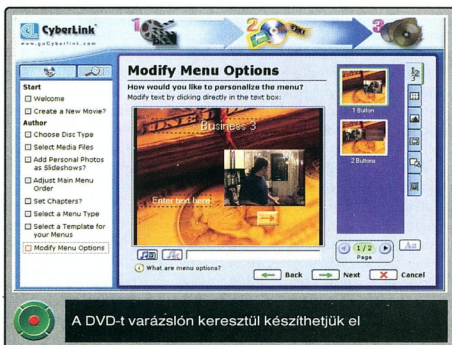 CyberLink
www.goCyberlink.com
1
2
3
Start
Welcome
Create a New Movie?
Author
Choose Disc Type
Select Media Files
Add Personal Photos
as Slideshows?
Adjust Main Menu
Order
Set Chapters?
Select a Menu Type
Select a Template for
your Menus
Modify Menu Options
Modify Menu Options
How would you like to personalize the menu?
Modify text by clicking directly in the text box:
Business 3
Enter text here
What are menu options?
Back
Next
Cancel
1 Button
2 Buttons
1/2
Page
Aa
A DVD-t varázslón keresztül készíthetjük el